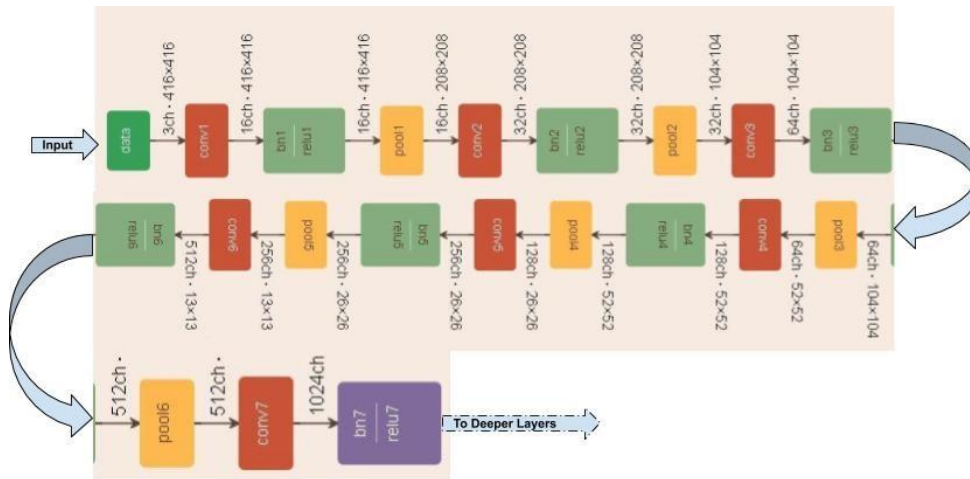 Input
data
3ch · 416×416
conv1
16ch · 416×416
bn1
relu1
16ch · 416×416
pool1
16ch · 208×208
conv2
32ch · 208×208
bn2
relu2
32ch · 208×208
pool2
32ch · 104×104
conv3
64ch · 104×104
bn3
relu3
64ch · 104×104
pool3
64ch · 52×52
conv4
128ch · 52×52
bn4
relu4
128ch · 52×52
pool4
128ch · 26×26
conv5
256ch · 26×26
bn5
relu5
256ch · 26×26
pool5
256ch · 13×13
conv6
512ch · 13×13
bn6
relu6
512ch ·
pool6
512ch ·
conv7
1024ch
bn7
relu7
To Deeper Layers